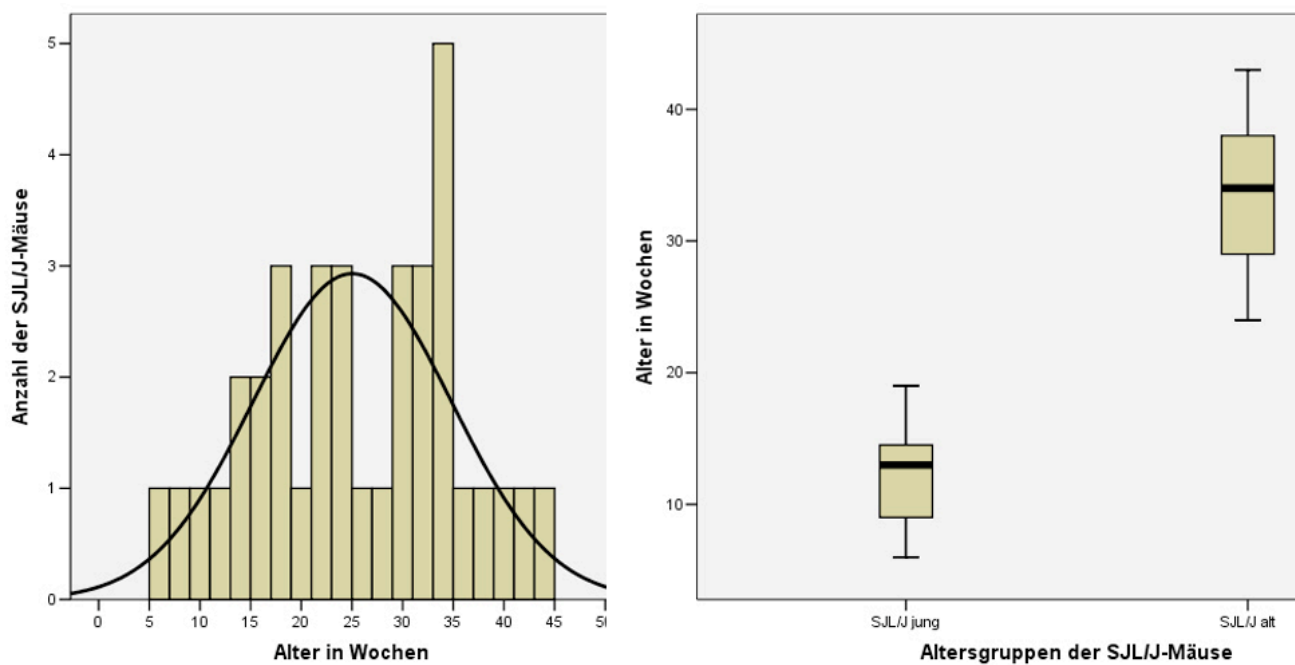 5
4
3
2
1
0
Anzahl der SJL/J-Mäuse
0 5 10 15 20 25 30 35 40 45 50
Alter in Wochen
40
30
20
10
Alter in Wochen
SJL/J jung SJL/J alt
Altersgruppen der SJL/J-Mäuse